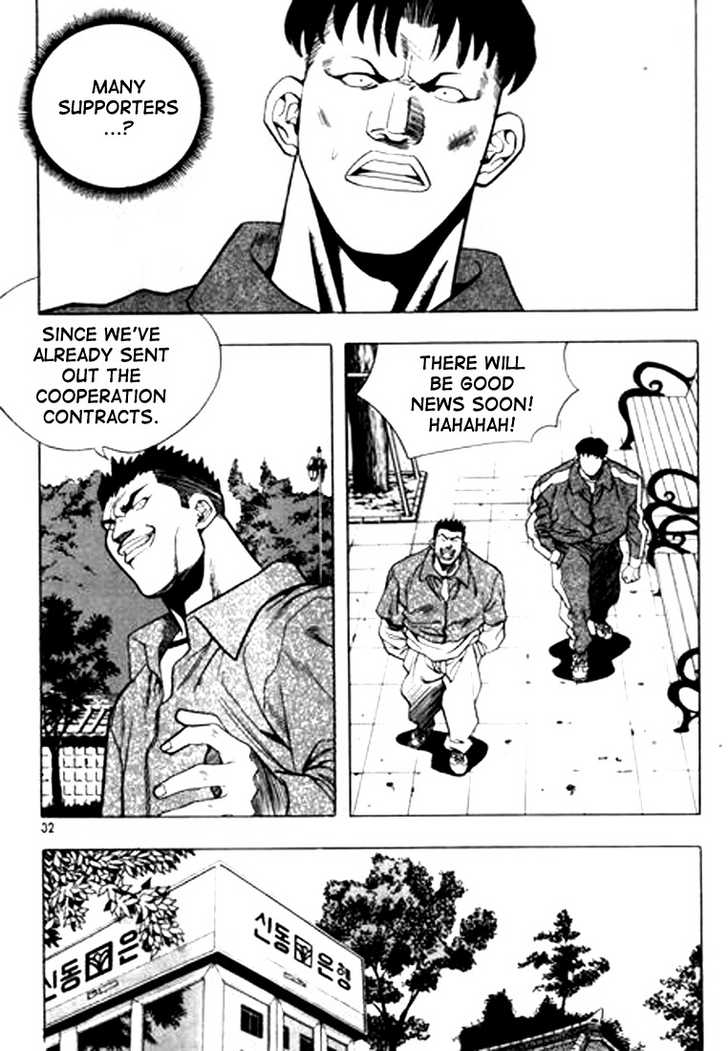 MANY
SUPPORTERS
...?
SINCE WE'VE
ALREADY SENT
OUT THE
COOPERATION
CONTRACTS.
THERE WILL
BE GOOD
NEWS SOON!
HAHAHAH!
32
신동 은
신동 은행